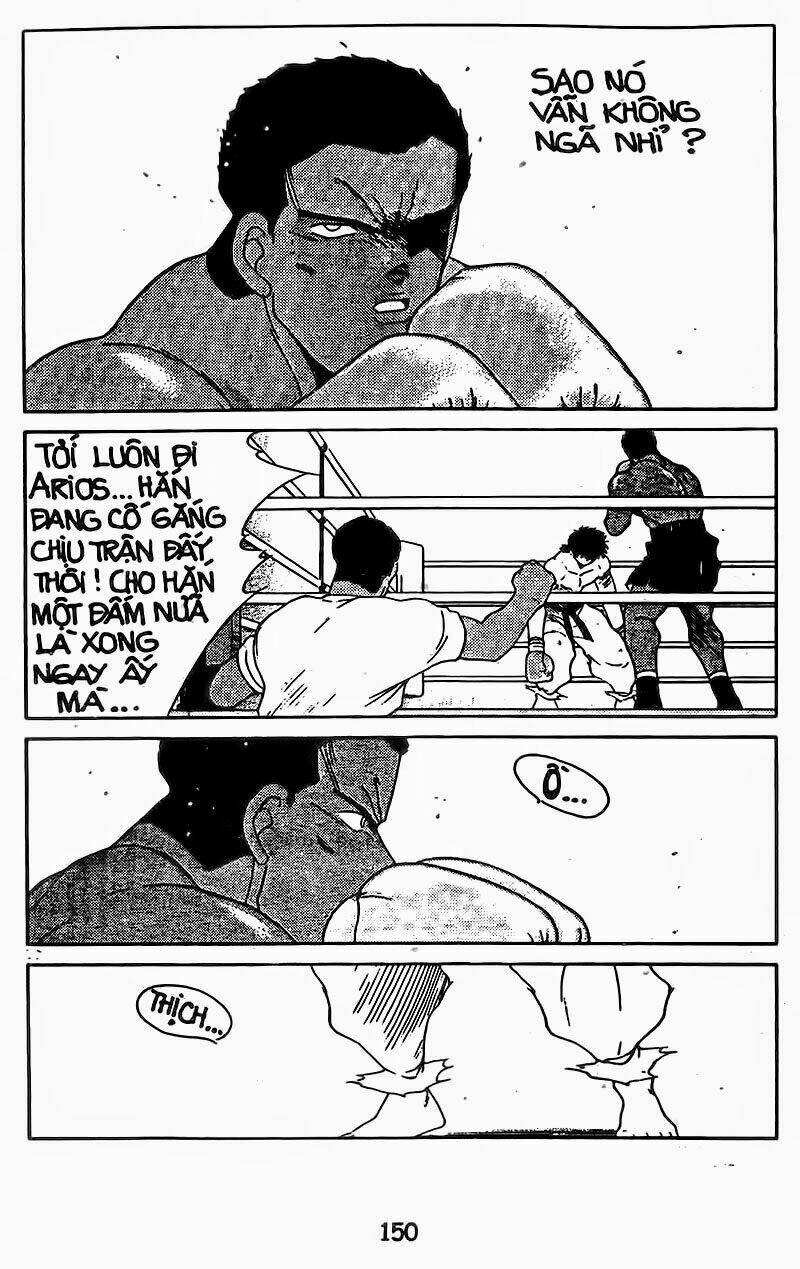 SAO NÓ
VẪN KHÔNG
NGÃ NHỈ ?
TỚI LUÔN ĐI
ARIOS... HẮN
ĐANG CỐ GẮNG
CHỊU TRẬN ĐẤY
THÔI ! CHO HẮN
MỘT ĐẤM NỮA
LÀ XONG
NGAY ẤY
MÀ...
Ồ...
THỊCH...
150